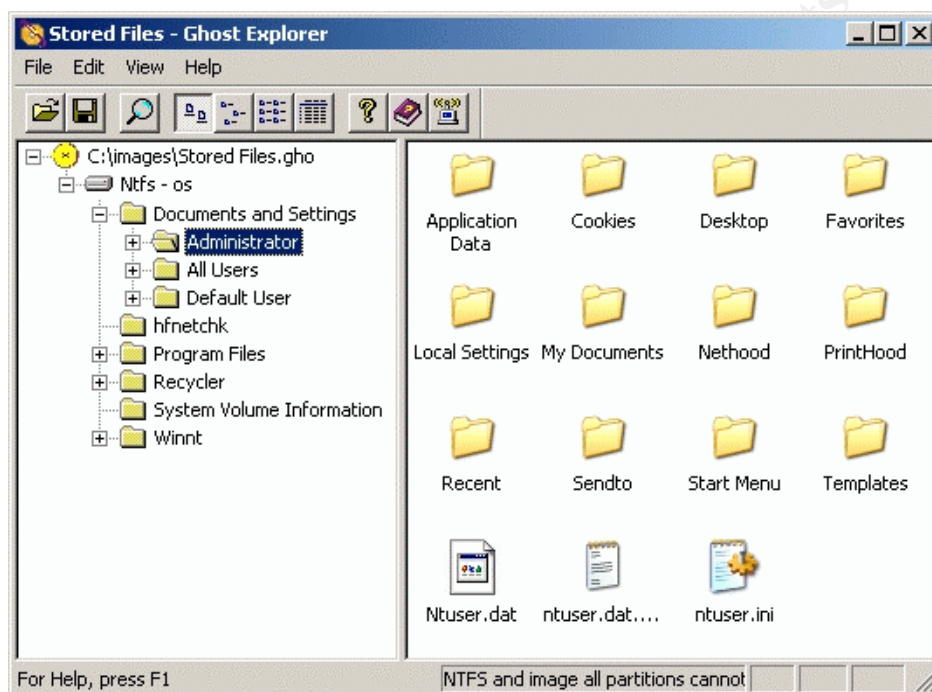 Stored Files - Ghost Explorer
File Edit View Help
C:\images\Stored Files.gho
Ntfs - os
Documents and Settings
Administrator
All Users
Default User
hfnetchk
Program Files
Recycler
System Volume Information
Winnt
Application Data
Cookies
Desktop
Favorites
Local Settings
My Documents
Nethood
PrintHood
Recent
Sendto
Start Menu
Templates
Ntuser.dat
ntuser.dat....
ntuser.ini
For Help, press F1
NTFS and image all partitions cannot